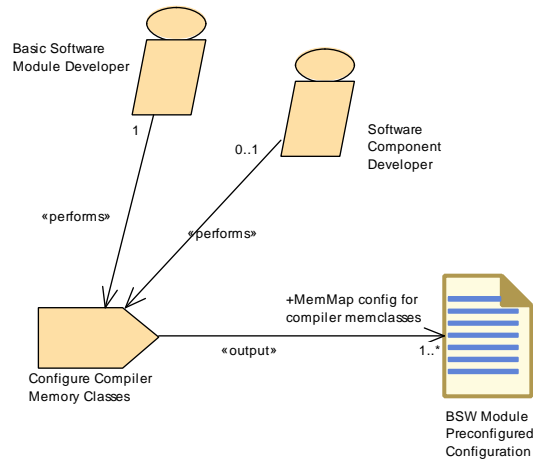 Basic Software
Module Developer
1
0..1
Software
Component
Developer
«performs»
«performs»
+MemMap config for
compiler memclasses
«output»
1..*
Configure Compiler
Memory Classes
BSW Module
Preconfigured
Configuration